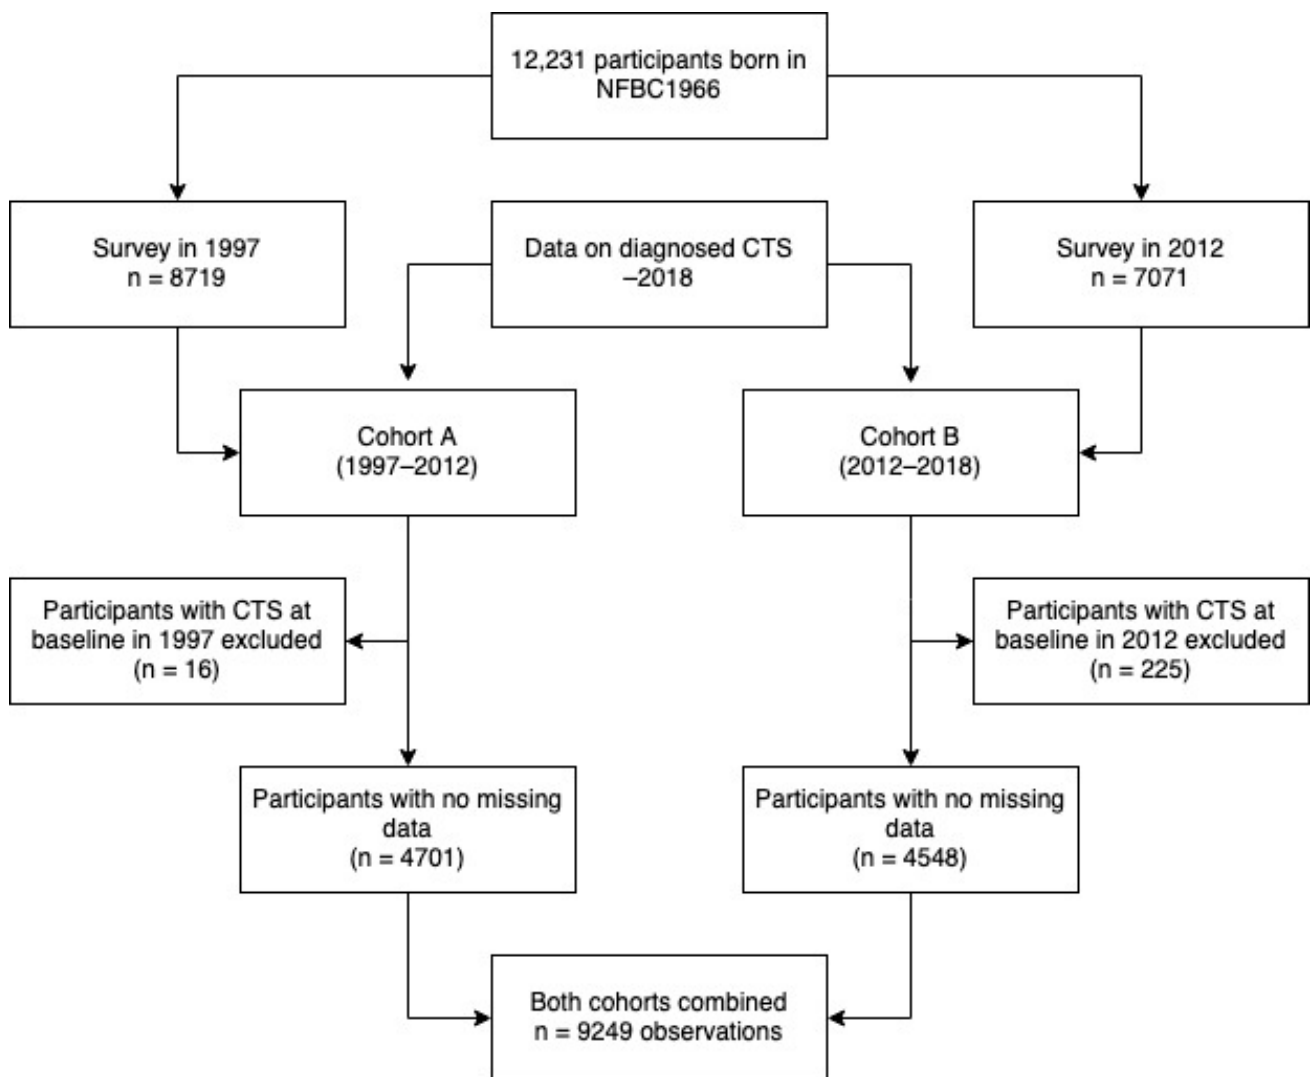 12,231 participants born in
NFBC1966
Survey in 1997
n = 8719
Data on diagnosed CTS
–2018
Survey in 2012
n = 7071
Cohort A
(1997–2012)
Cohort B
(2012–2018)
Participants with CTS at
baseline in 1997 excluded
(n = 16)
Participants with CTS at
baseline in 2012 excluded
(n = 225)
Participants with no missing
data
(n = 4701)
Participants with no missing
data
(n = 4548)
Both cohorts combined
n = 9249 observations